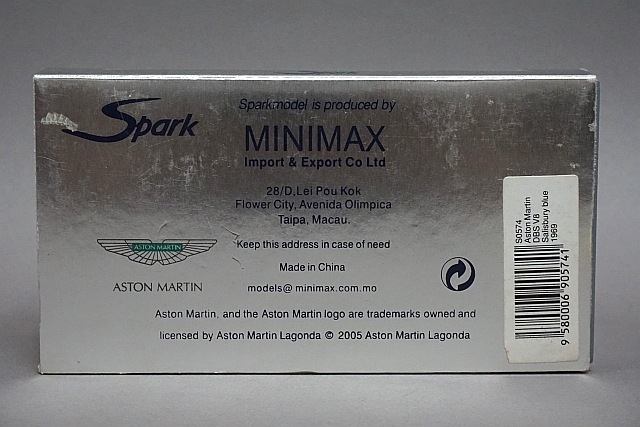 Spark
Sparkmodel is produced by
MINIMAX
Import & Export Co Ltd
28/D,Lei Pou Kok
Flower City, Avenida Olimpica
Taipa, Macau.
Keep this address in case of need
Made in China
models@minimax.com.mo
ASTON MARTIN
ASTON MARTIN
Aston Martin, and the Aston Martin logo are trademarks owned and
licensed by Aston Martin Lagonda © 2005 Aston Martin Lagonda
S0574
Aston Martin
DBS V8
Salisbury blue
1969
9 580006 905741